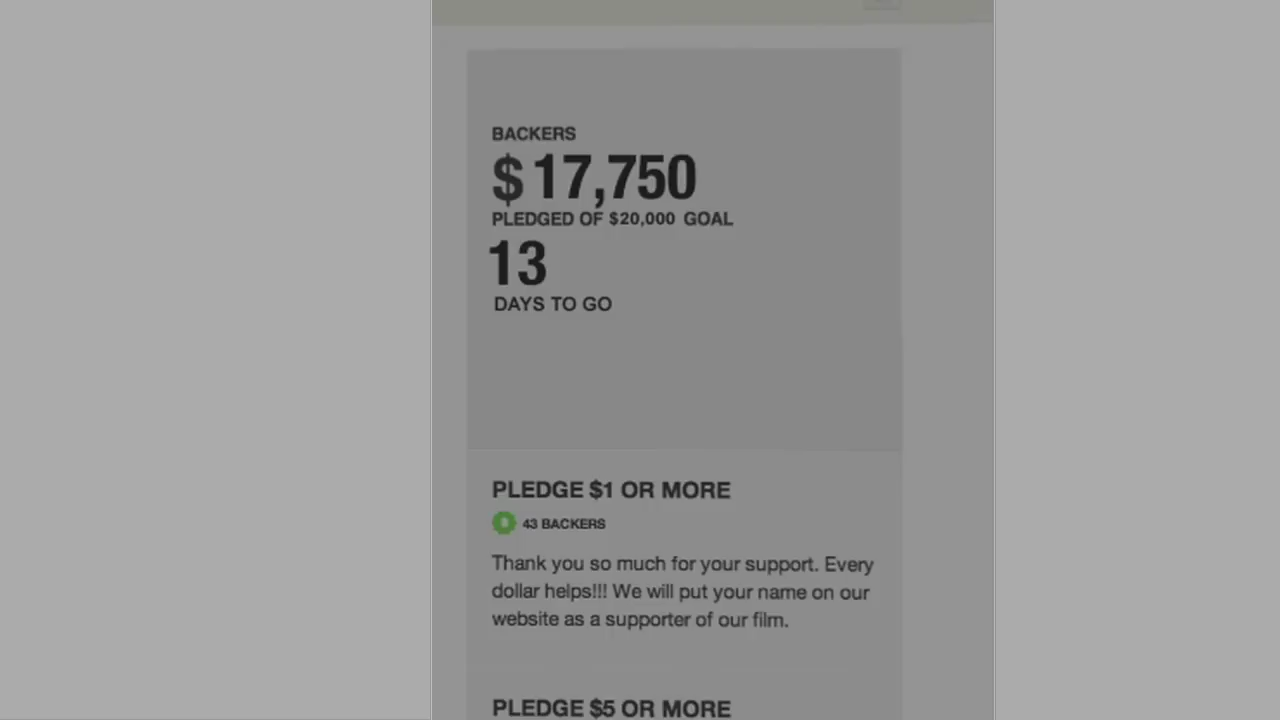 BACKERS
$17,750
PLEDGED OF $20,000 GOAL
13
DAYS TO GO
PLEDGE $1 OR MORE
43 BACKERS
Thank you so much for your support. Every
dollar helps!!! We will put your name on our
website as a supporter of our film.
PLEDGE $5 OR MORE